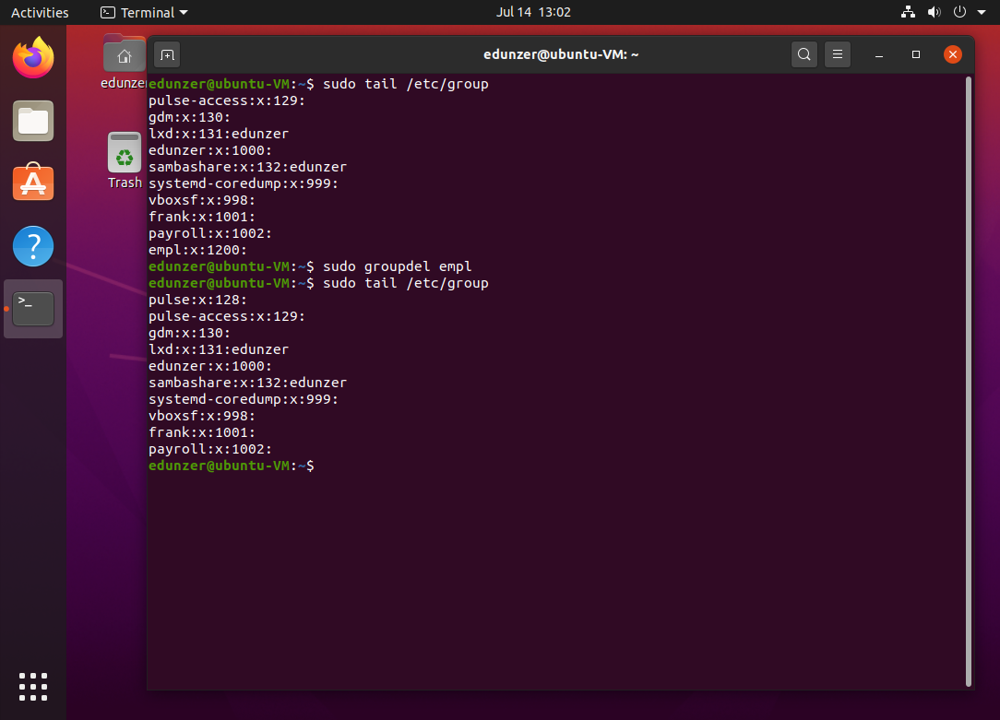 Activities
Terminal
Jul 14 13:02
edunzer@ubuntu-VM: ~
edunzer
Trash
edunzer@ubuntu-VM:~$ sudo tail /etc/group
pulse-access:x:129:
gdm:x:130:
lxd:x:131:edunzer
edunzer:x:1000:
sambashare:x:132:edunzer
systemd-coredump:x:999:
vboxsf:x:998:
frank:x:1001:
payroll:x:1002:
empl:x:1200:
edunzer@ubuntu-VM:~$ sudo groupdel empl
edunzer@ubuntu-VM:~$ sudo tail /etc/group
pulse:x:128:
pulse-access:x:129:
gdm:x:130:
lxd:x:131:edunzer
edunzer:x:1000:
sambashare:x:132:edunzer
systemd-coredump:x:999:
vboxsf:x:998:
frank:x:1001:
payroll:x:1002:
edunzer@ubuntu-VM:~$